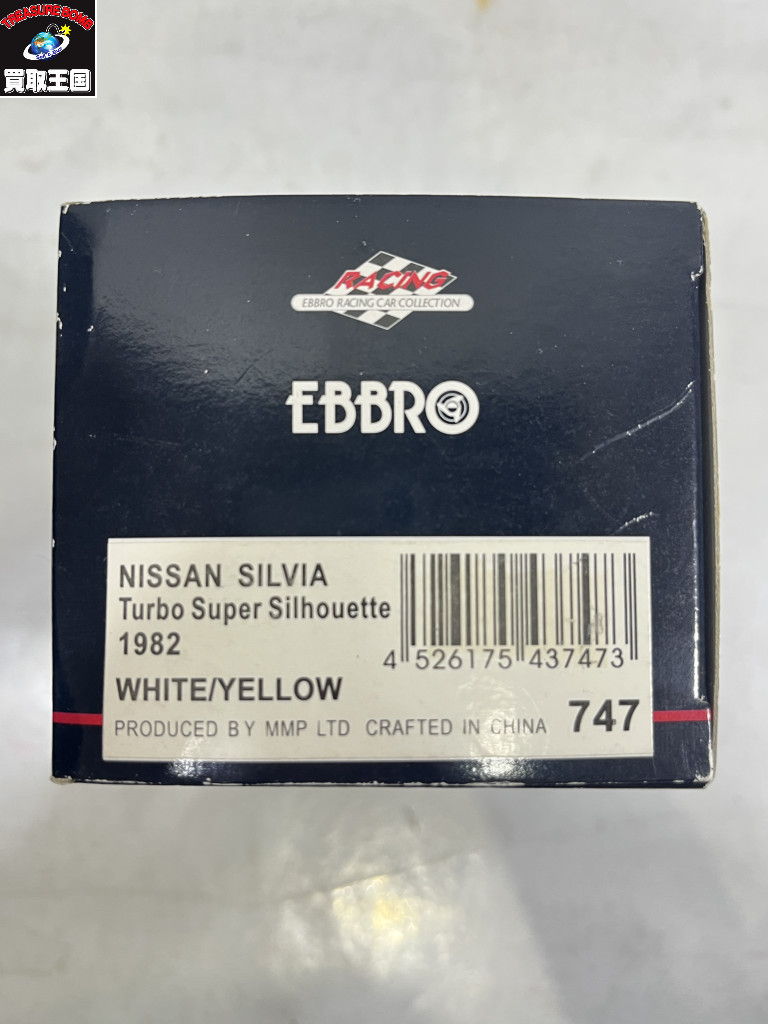 TREASURE BOMB
買取王国
RACING
EBBRO RACING CAR COLLECTION
EBBRO
NISSAN SILVIA
Turbo Super Silhouette
1982
4 526175 437473
WHITE/YELLOW
PRODUCED BY MMP LTD CRAFTED IN CHINA 747